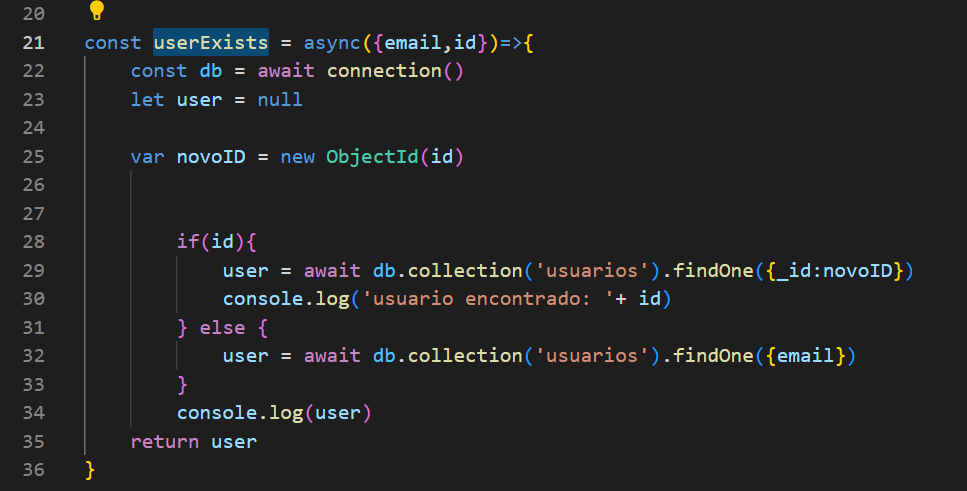 20
21 const userExists = async({email,id})=>{
22     const db = await connection()
23     let user = null
24
25     var novoID = new ObjectId(id)
26
27
28         if(id){
29             user = await db.collection('usuarios').findOne({_id:novoID})
30             console.log('usuario encontrado: '+ id)
31         } else {
32             user = await db.collection('usuarios').findOne({email})
33         }
34         console.log(user)
35     return user
36 }